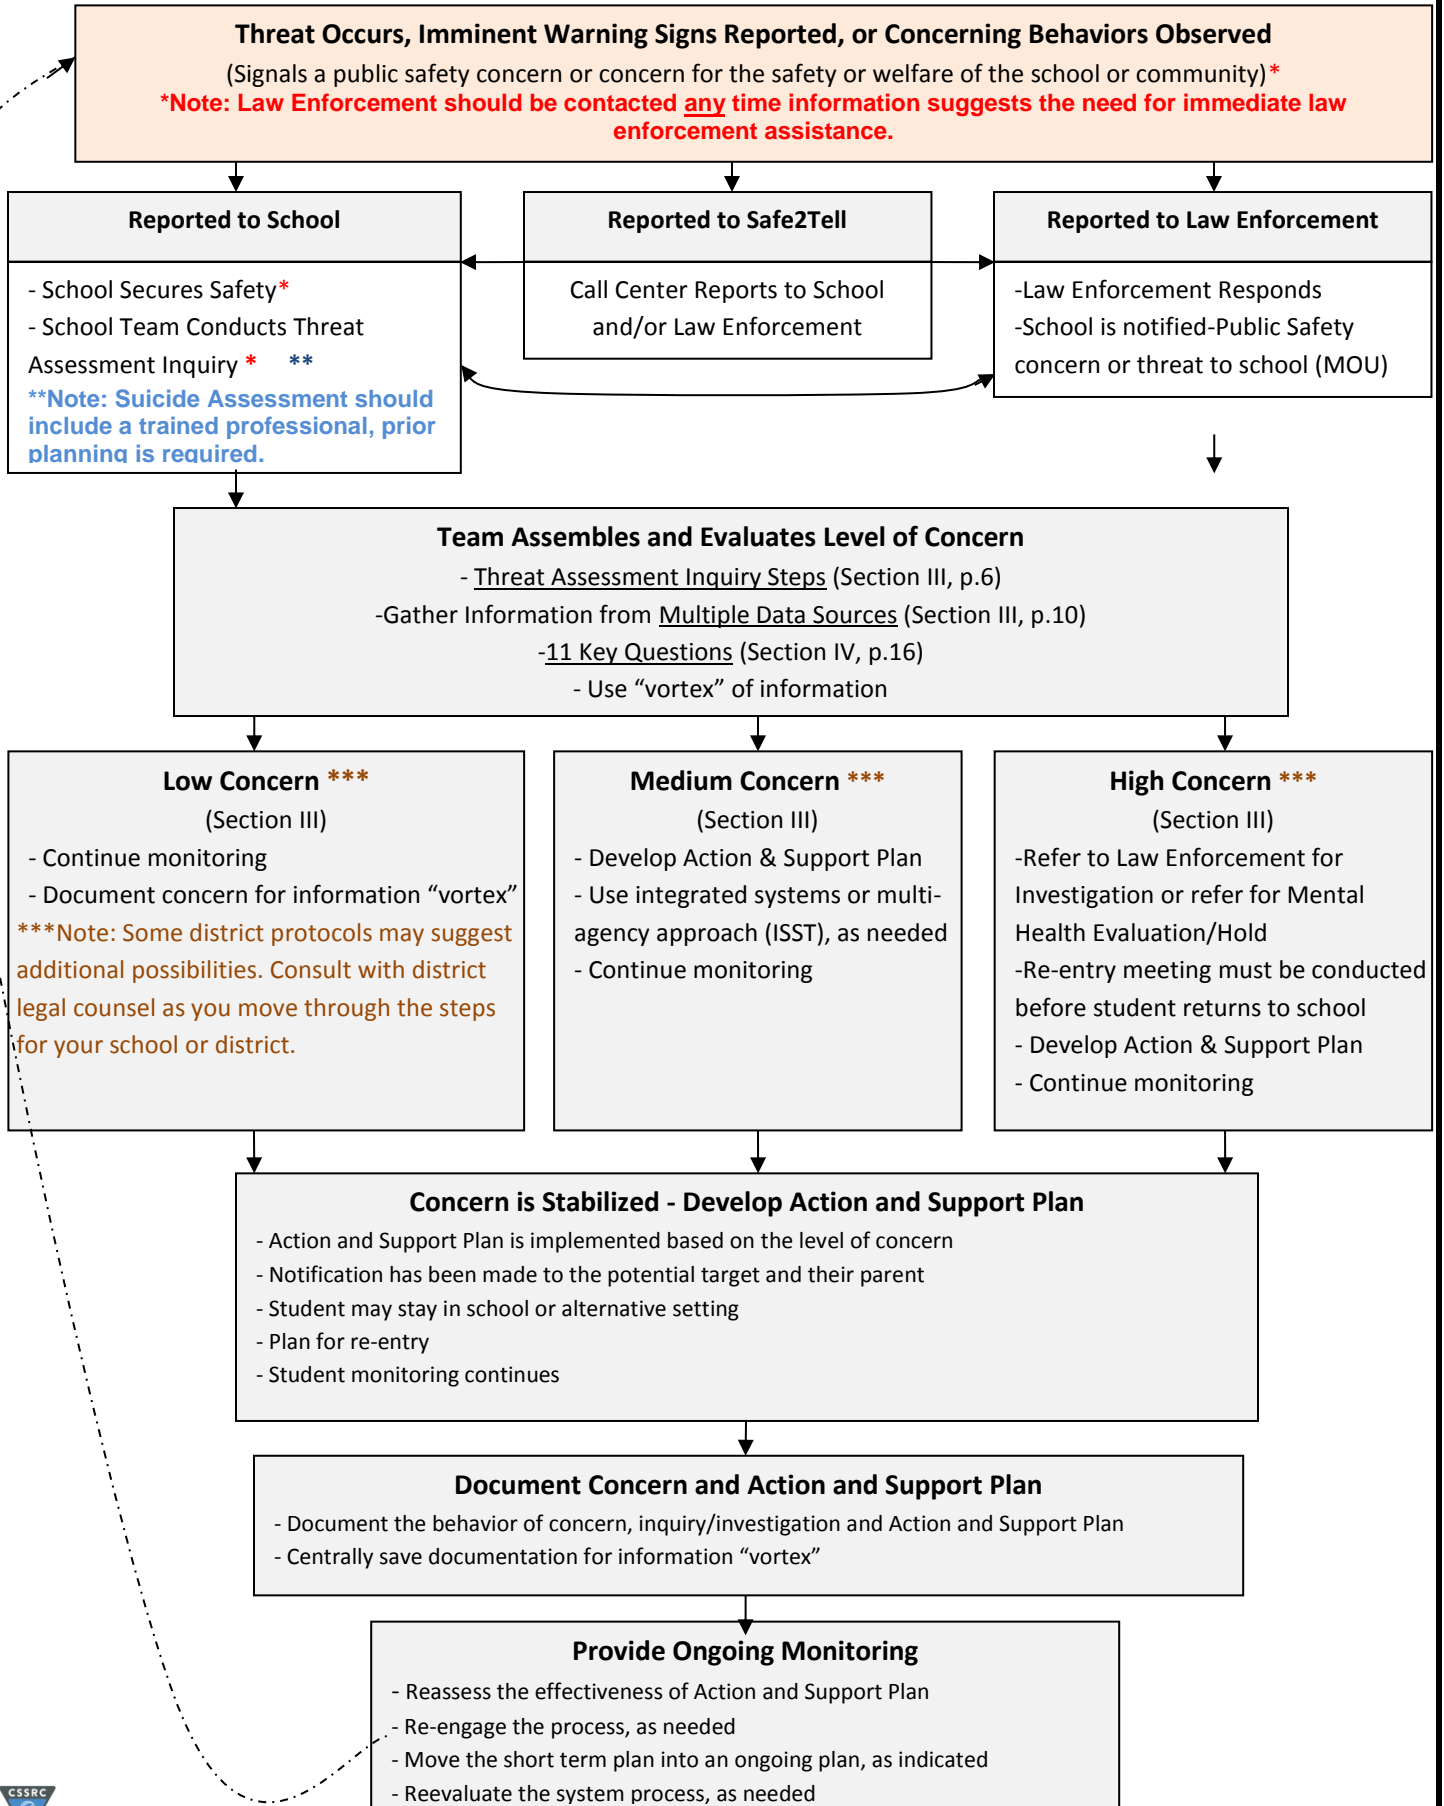 Threat Occurs, Imminent Warning Signs Reported, or Concerning Behaviors Observed
(Signals a public safety concern or concern for the safety or welfare of the school or community)*
*Note: Law Enforcement should be contacted any time information suggests the need for immediate law
enforcement assistance.
Reported to School
- School Secures Safety*
- School Team Conducts Threat
Assessment Inquiry * **
**Note: Suicide Assessment should
include a trained professional, prior
planning is required.
Reported to Safe2Tell
Call Center Reports to School
and/or Law Enforcement
Reported to Law Enforcement
-Law Enforcement Responds
-School is notified-Public Safety
concern or threat to school (MOU)
Team Assembles and Evaluates Level of Concern
- Threat Assessment Inquiry Steps (Section III, p.6)
-Gather Information from Multiple Data Sources (Section III, p.10)
-11 Key Questions (Section IV, p.16)
- Use “vortex” of information
Low Concern ***
(Section III)
- Continue monitoring
- Document concern for information “vortex”
***Note: Some district protocols may suggest
additional possibilities. Consult with district
legal counsel as you move through the steps
for your school or district.
Medium Concern ***
(Section III)
- Develop Action & Support Plan
- Use integrated systems or multi-
agency approach (ISST), as needed
- Continue monitoring
High Concern ***
(Section III)
-Refer to Law Enforcement for
Investigation or refer for Mental
Health Evaluation/Hold
-Re-entry meeting must be conducted
before student returns to school
- Develop Action & Support Plan
- Continue monitoring
Concern is Stabilized - Develop Action and Support Plan
- Action and Support Plan is implemented based on the level of concern
- Notification has been made to the potential target and their parent
- Student may stay in school or alternative setting
- Plan for re-entry
- Student monitoring continues
Document Concern and Action and Support Plan
- Document the behavior of concern, inquiry/investigation and Action and Support Plan
- Centrally save documentation for information “vortex”
Provide Ongoing Monitoring
- Reassess the effectiveness of Action and Support Plan
- Re-engage the process, as needed
- Move the short term plan into an ongoing plan, as indicated
- Reevaluate the system process, as needed
CSSRC